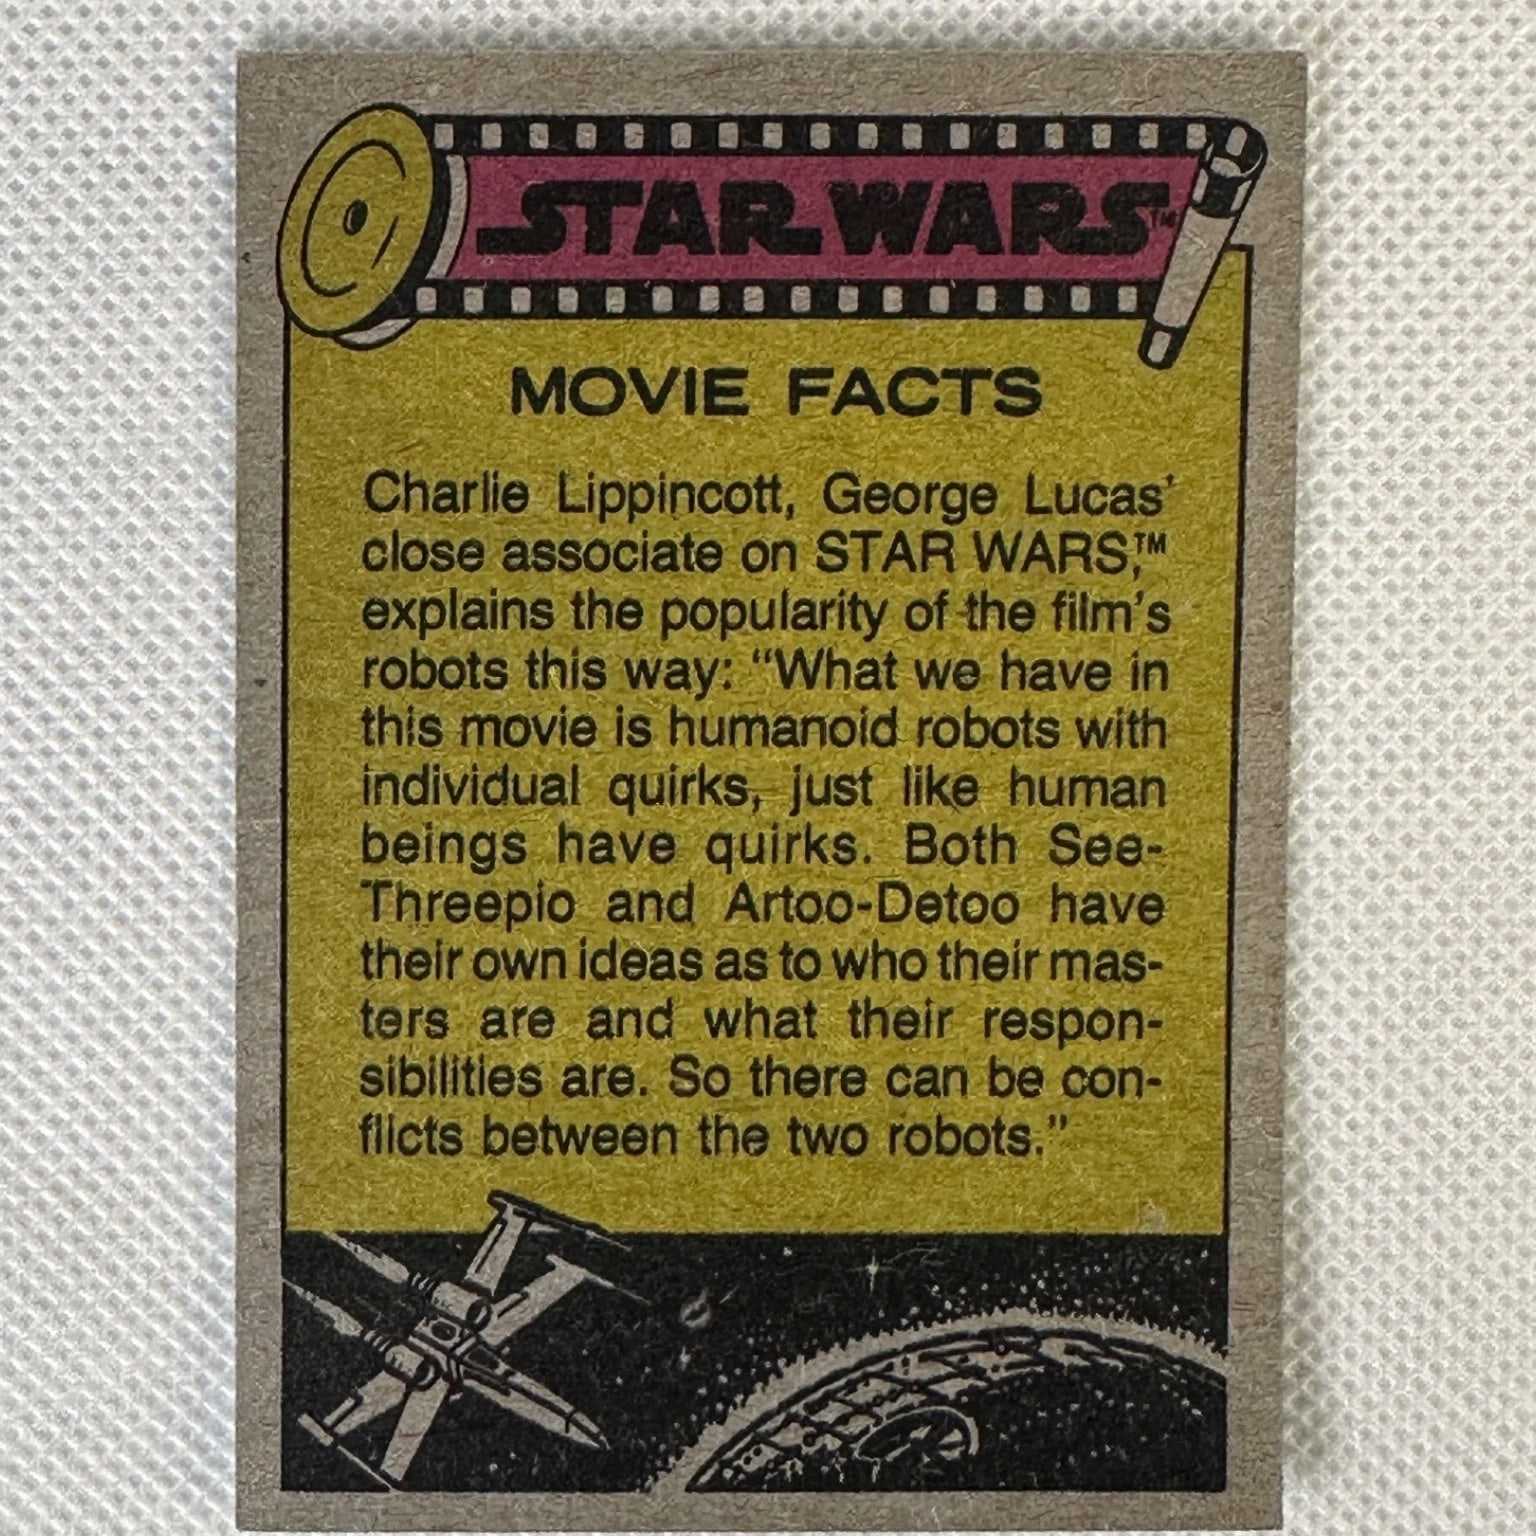 STAR WARS™
MOVIE FACTS
Charlie Lippincott, George Lucas'
close associate on STAR WARS,™
explains the popularity of the film's
robots this way: "What we have in
this movie is humanoid robots with
individual quirks, just like human
beings have quirks. Both See-
Threepio and Artoo-Detoo have
their own ideas as to who their mas-
ters are and what their respon-
sibilities are. So there can be con-
flicts between the two robots."